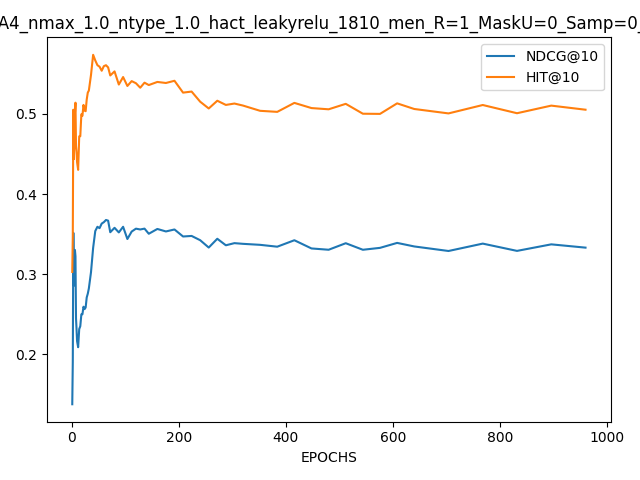 A4_nmax_1.0_ntype_1.0_hact_leakyrelu_1810_men_R=1_MaskU=0_Samp=0_
NDCG@10
HIT@10
0.5
0.4
0.3
0.2
0 200 400 600 800 1000
EPOCHS